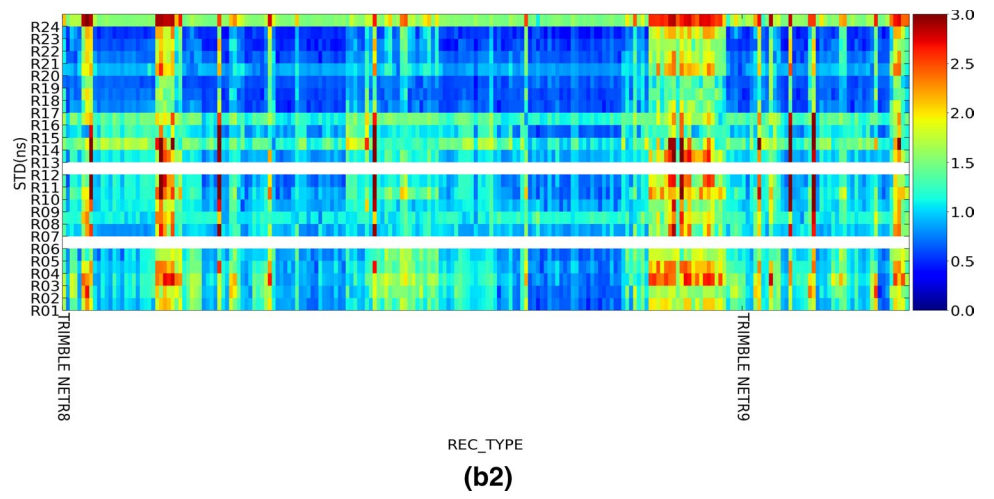 R24
R23
R22
R21
R20
R19
R18
R17
R16
R15
R14
R13
R12
R11
R10
R09
R08
R07
R06
R05
R04
R03
R02
R01
STD(ns)
3.0
2.5
2.0
1.5
1.0
0.5
0.0
TRIMBLE NETR8
TRIMBLE NETR9
REC_TYPE
(b2)